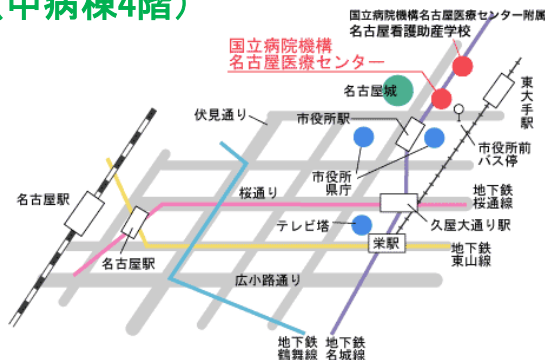 （中病棟4階）
国立病院機構名古屋医療センター附属
名古屋看護助産学校
国立病院機構
名古屋医療センター
名古屋城
東大手駅
伏見通り
市役所駅
市役所前
バス停
市役所
県庁
名古屋駅
桜通り
地下鉄
桜通線
テレビ塔
久屋大通り駅
栄駅
名古屋駅
地下鉄
東山線
広小路通り
地下鉄
鶴舞線
地下鉄
名城線